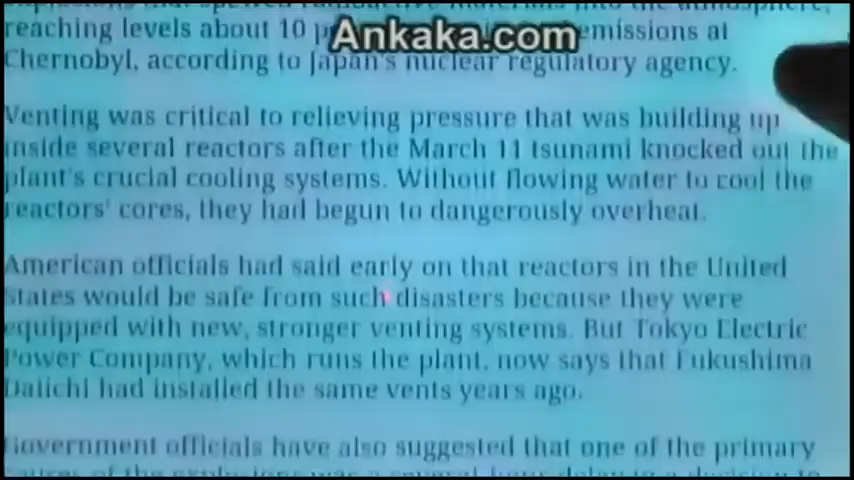 reaching levels about 10 emissions at
Ankaka.com
Chernobyl, according to Japan's nuclear regulatory agency.
Venting was critical to relieving pressure that was building up
inside several reactors after the March 11 tsunami knocked out the
plant's crucial cooling systems. Without flowing water to cool the
reactors' cores, they had begun to dangerously overheat.
American officials had said early on that reactors in the United
States would be safe from such disasters because they were
equipped with new, stronger venting systems. But Tokyo Electric
Power Company, which runs the plant, now says that Fukushima
Daiichi had installed the same vents years ago.
Government officials have also suggested that one of the primary